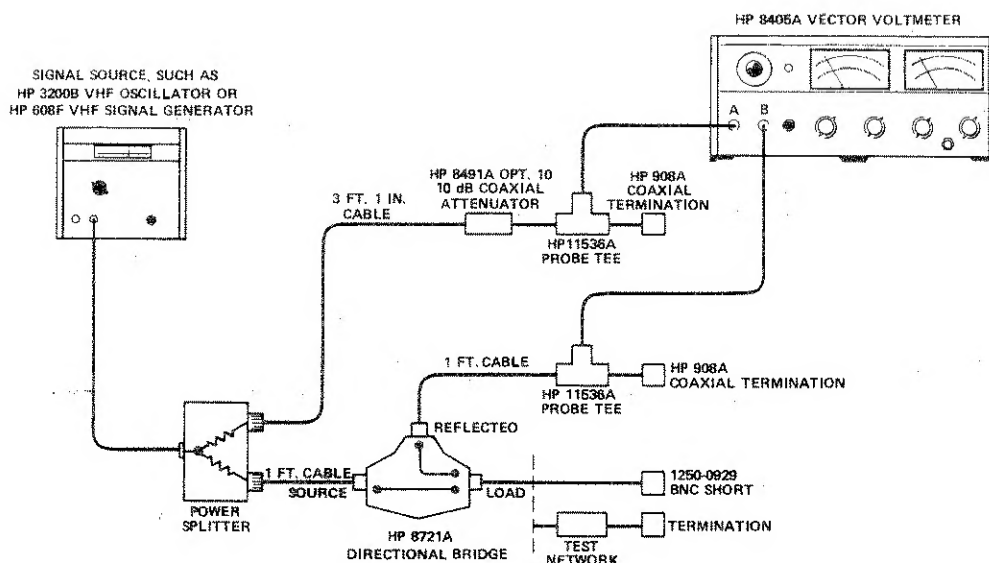 HP 8405A VECTOR VOLTMETER
SIGNAL SOURCE, SUCH AS
HP 3200B VHF OSCILLATOR OR
HP 608F VHF SIGNAL GENERATOR
A B
3 FT. 1 IN.
CABLE
HP 8491A OPT. 10
10 dB COAXIAL
ATTENUATOR
HP 908A
COAXIAL
TERMINATION
HP11536A
PROBE TEE
1 FT. CABLE
HP 11536A
PROBE TEE
HP 908A
COAXIAL TERMINATION
REFLECTED
1 FT. CABLE
SOURCE
LOAD
1250-0929
BNC SHORT
POWER
SPLITTER
HP 8721A
DIRECTIONAL BRIDGE
TEST
NETWORK
TERMINATION